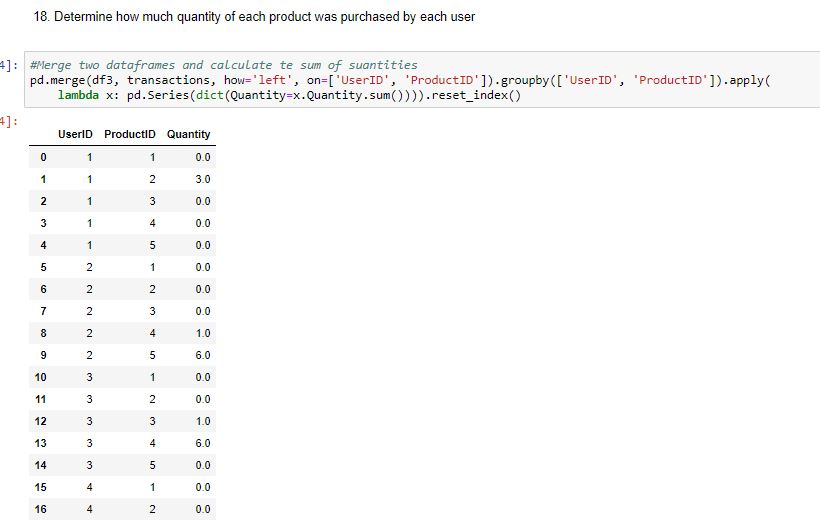 18. Determine how much quantity of each product was purchased by each user
4]: #Merge two dataframes and calculate te sum of suantities
pd.merge(df3, transactions, how='left', on=['UserID', 'ProductID']).groupby(['UserID', 'ProductID']).apply(
lambda x: pd.Series(dict(Quantity=x.Quantity.sum()))).reset_index()
4]:
UserID ProductID Quantity
0 1 1 0.0
1 1 2 3.0
2 1 3 0.0
3 1 4 0.0
4 1 5 0.0
5 2 1 0.0
6 2 2 0.0
7 2 3 0.0
8 2 4 1.0
9 2 5 6.0
10 3 1 0.0
11 3 2 0.0
12 3 3 1.0
13 3 4 6.0
14 3 5 0.0
15 4 1 0.0
16 4 2 0.0